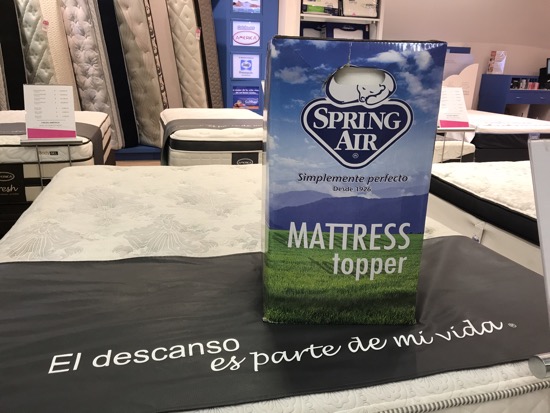 SPRING
AIR
®
Simplemente perfecto
Desde 1926
MATTRESS
topper
El descanso
es parte de mi vida®